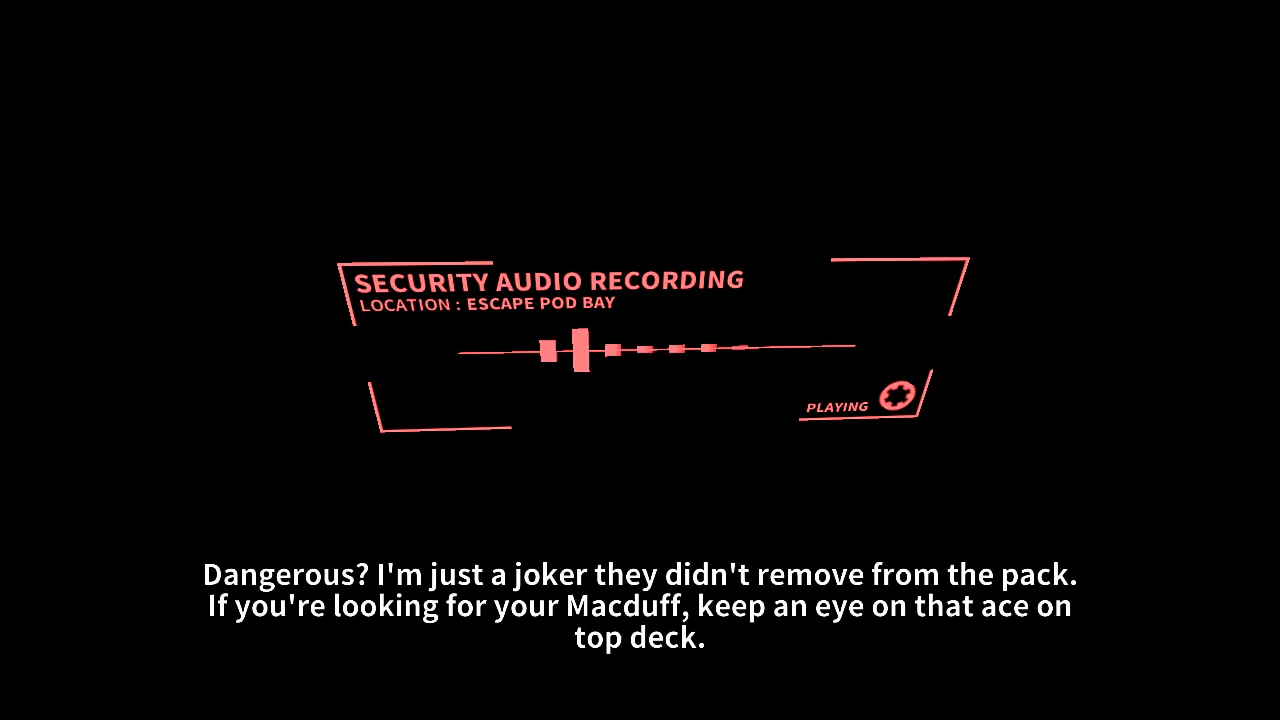 SECURITY AUDIO RECORDING
LOCATION : ESCAPE POD BAY
PLAYING
Dangerous? I'm just a joker they didn't remove from the pack.
If you're looking for your Macduff, keep an eye on that ace on
top deck.